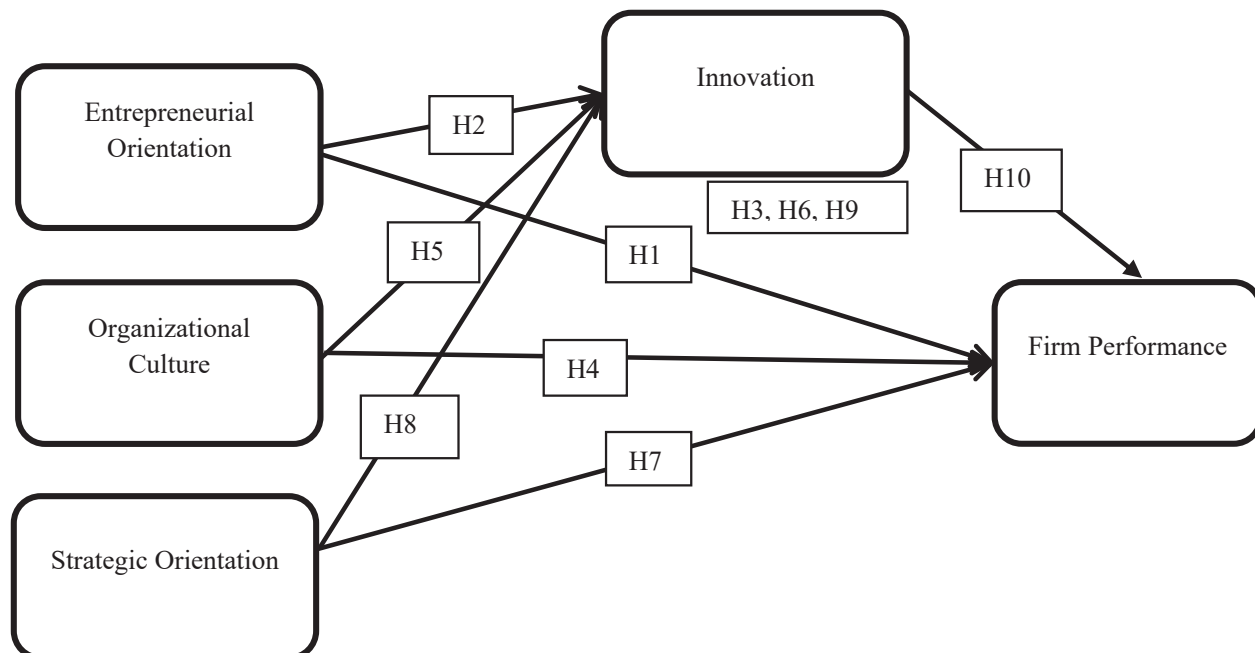 Innovation
Entrepreneurial
Orientation
H2
H10
H3, H6, H9
H5
H1
Organizational
Culture
Firm Performance
H4
H8
H7
Strategic Orientation